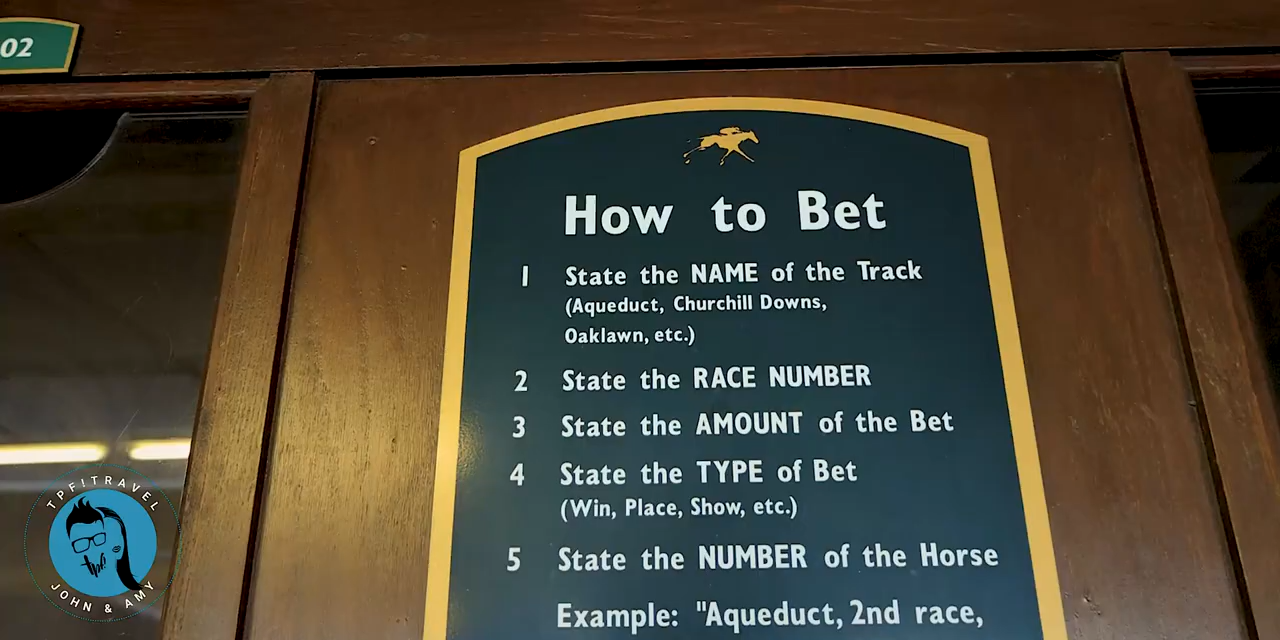 02
How to Bet
1 State the NAME of the Track
(Aqueduct, Churchill Downs,
Oaklawn, etc.)
2 State the RACE NUMBER
3 State the AMOUNT of the Bet
4 State the TYPE of Bet
(Win, Place, Show, etc.)
5 State the NUMBER of the Horse
Example: "Aqueduct, 2nd race,
TPFITRAVEL
tpf!
JOHN & AMY